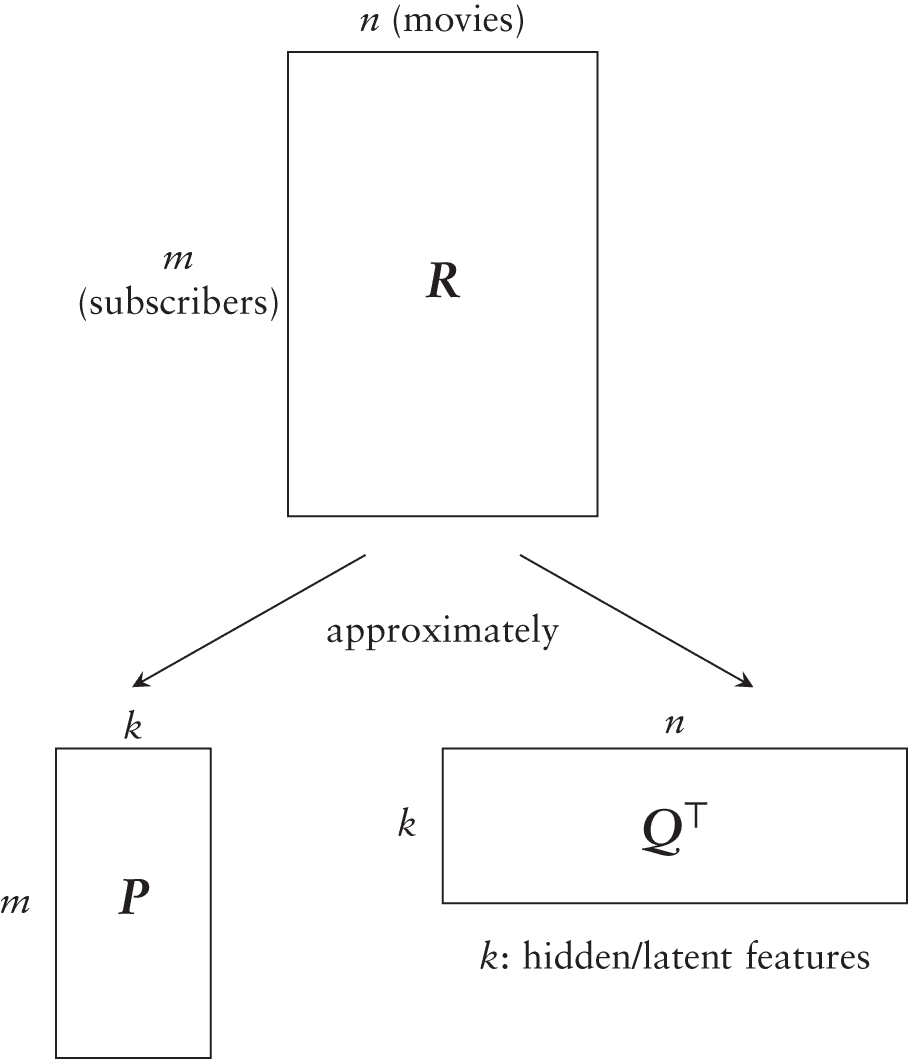 n (movies)
m
(subscribers)
R
approximately
k
n
k
Q⊤
m
P
k: hidden/latent features